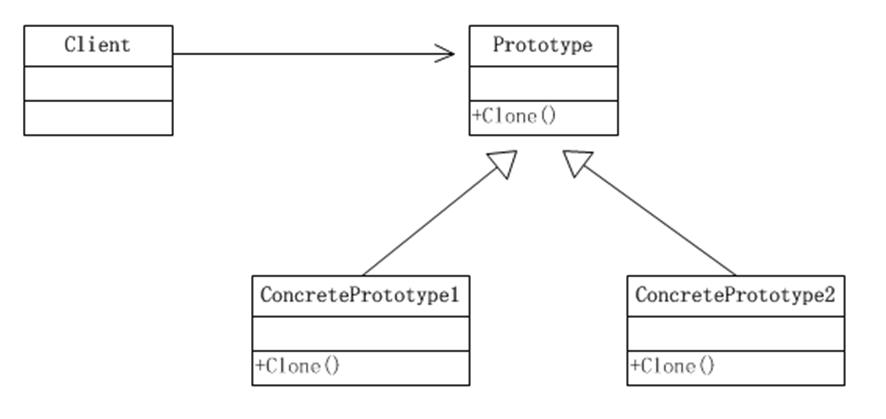 Client
Prototype
+Clone()
ConcretePrototype1
ConcretePrototype2
+Clone()
+Clone()